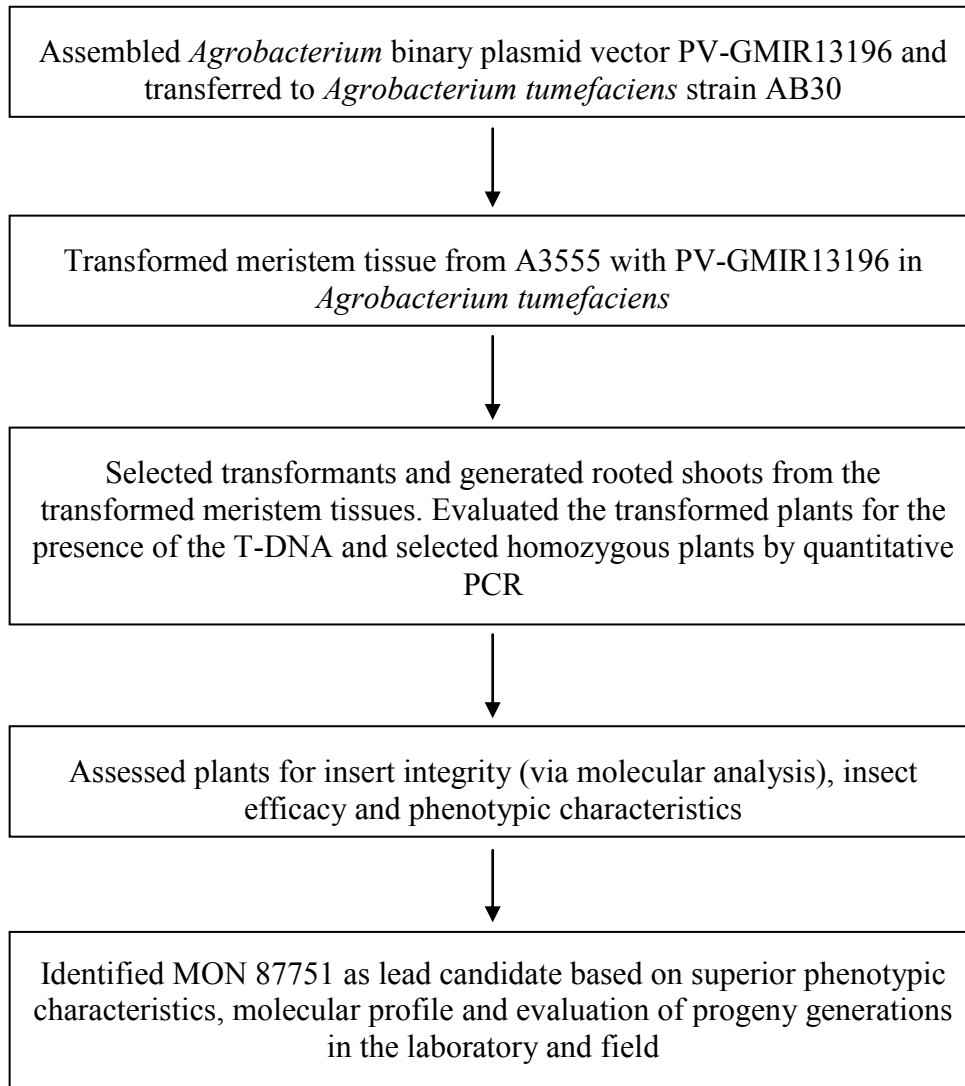 Assembled Agrobacterium binary plasmid vector PV-GMIR13196 and
transferred to Agrobacterium tumefaciens strain AB30
Transformed meristem tissue from A3555 with PV-GMIR13196 in
Agrobacterium tumefaciens
Selected transformants and generated rooted shoots from the
transformed meristem tissues. Evaluated the transformed plants for the
presence of the T-DNA and selected homozygous plants by quantitative
PCR
Assessed plants for insert integrity (via molecular analysis), insect
efficacy and phenotypic characteristics
Identified MON 87751 as lead candidate based on superior phenotypic
characteristics, molecular profile and evaluation of progeny generations
in the laboratory and field